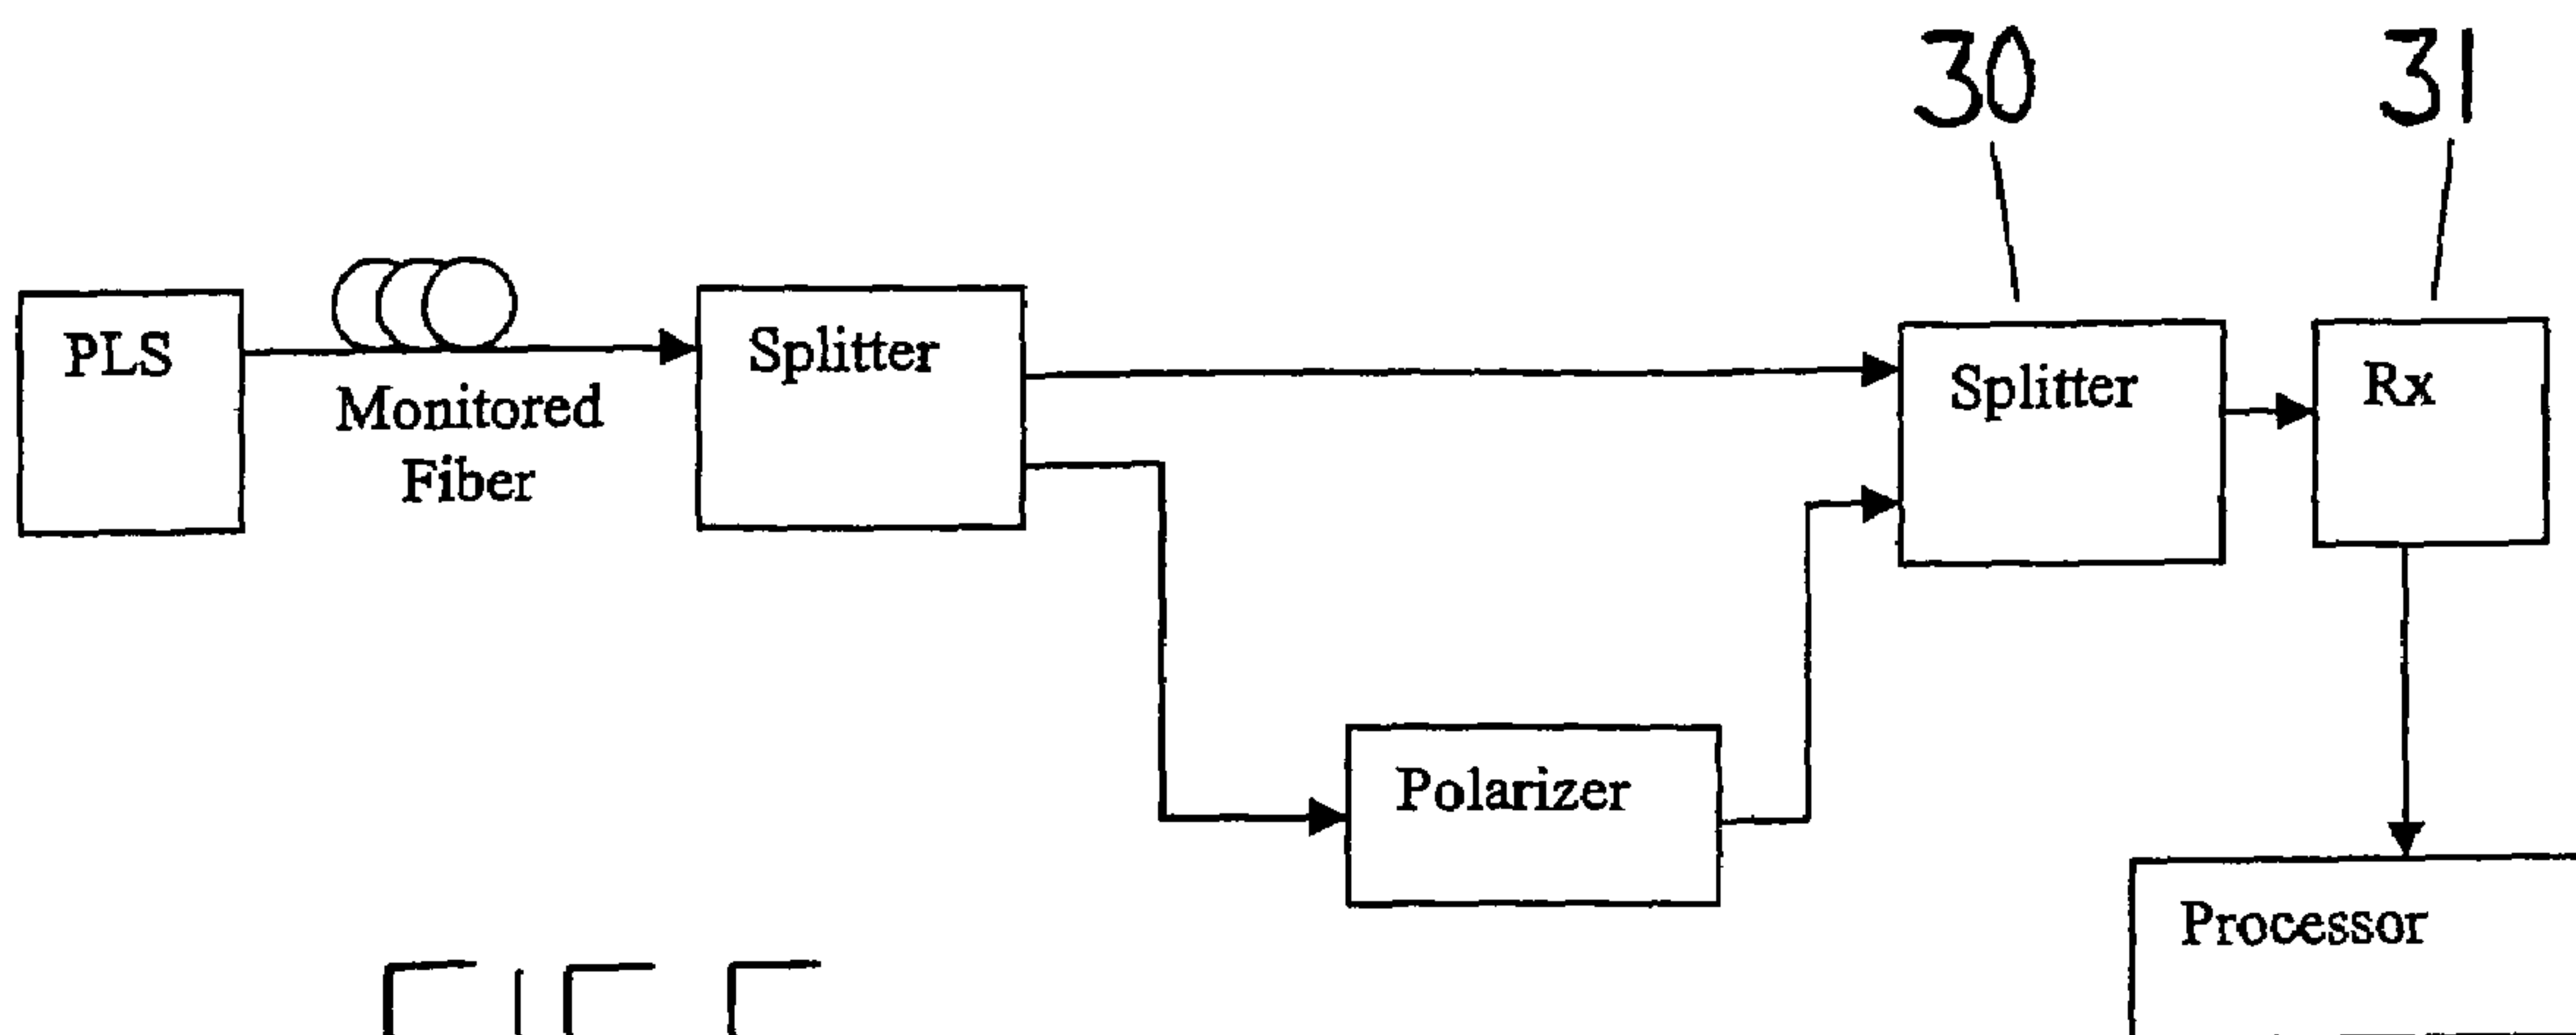 30
31
PLS
Monitored
Fiber
Splitter
Splitter
Rx
Polarizer
Processor